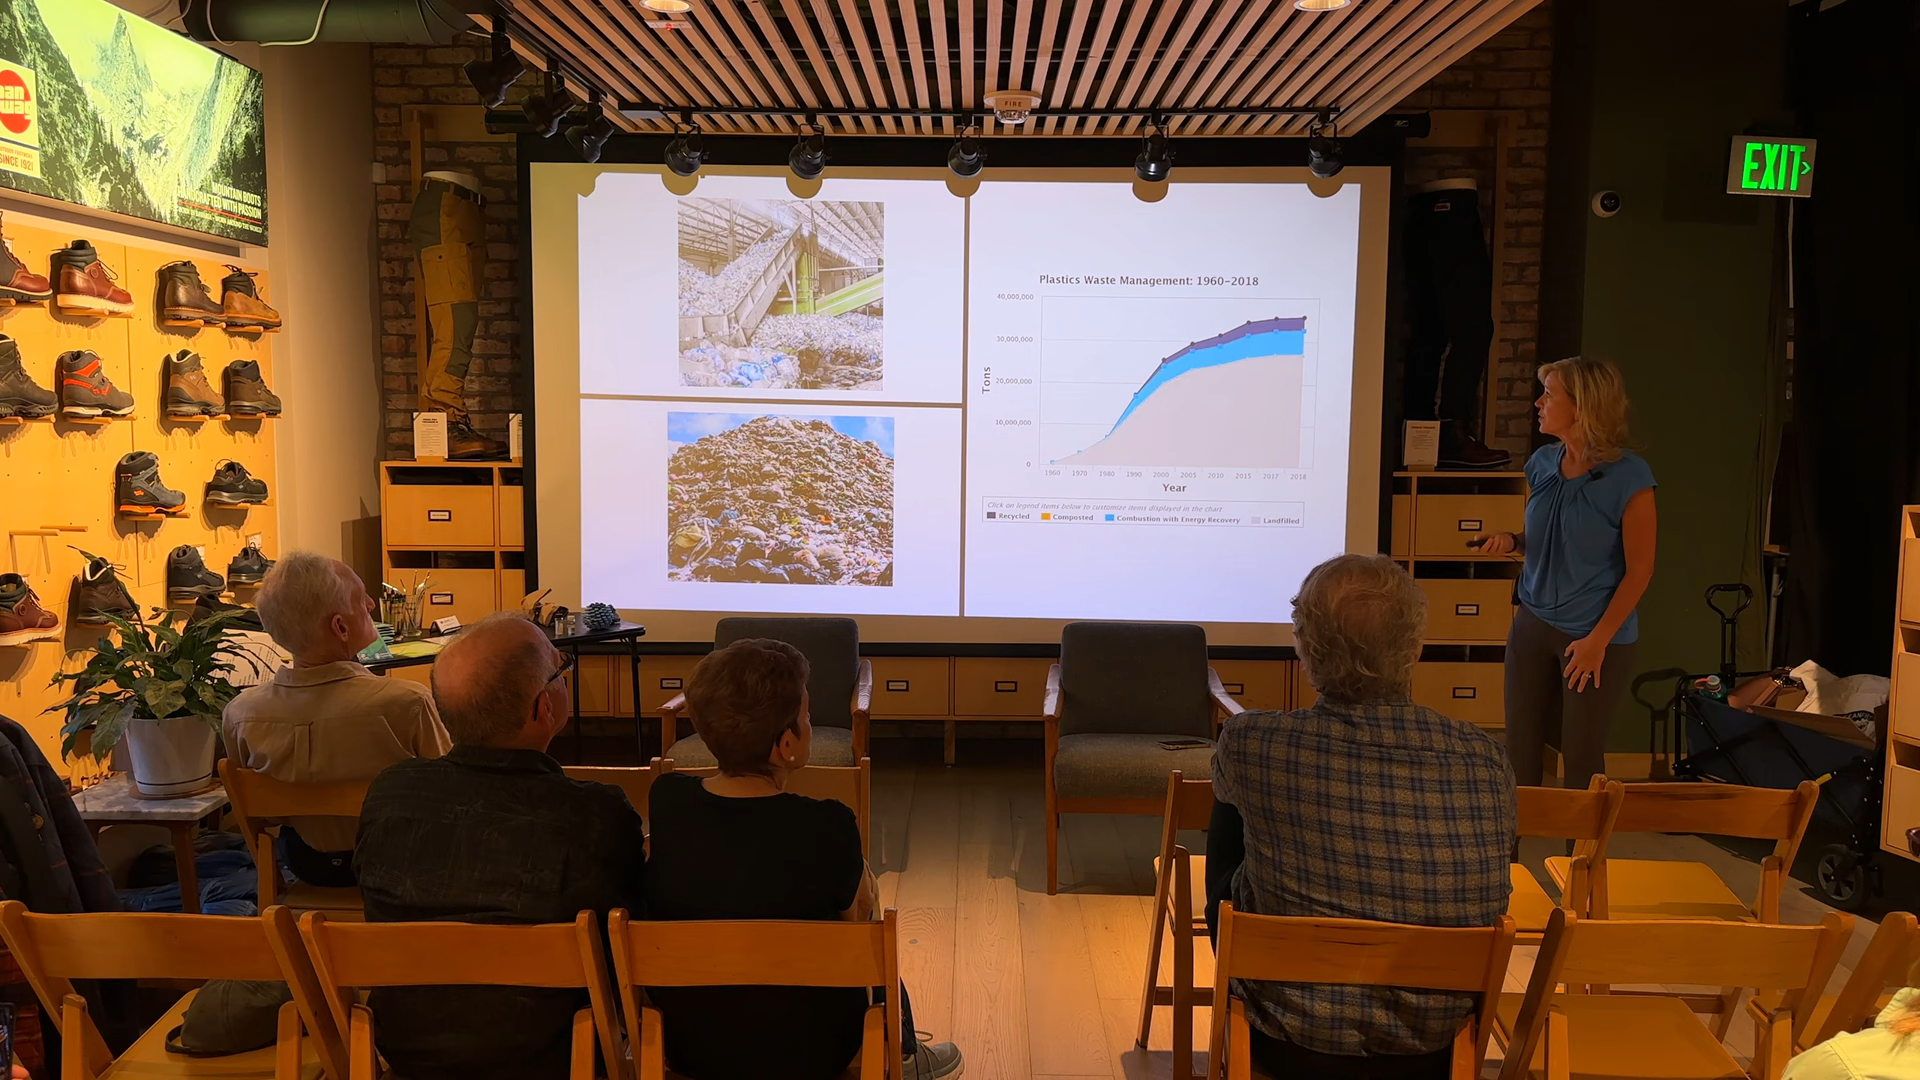 SINCE 1921
MOUNTAIN BOOTS
HANDCRAFTED WITH PASSION
FIRE
EXIT
Plastics Waste Management: 1960-2018
Tons
40,000,000
30,000,000
20,000,000
10,000,000
0
1960 1970 1980 1990 2000 2005 2010 2015 2017 2018
Year
Click on legend items below to customize items displayed in the chart
Recycled Composted Combustion with Energy Recovery Landfilled